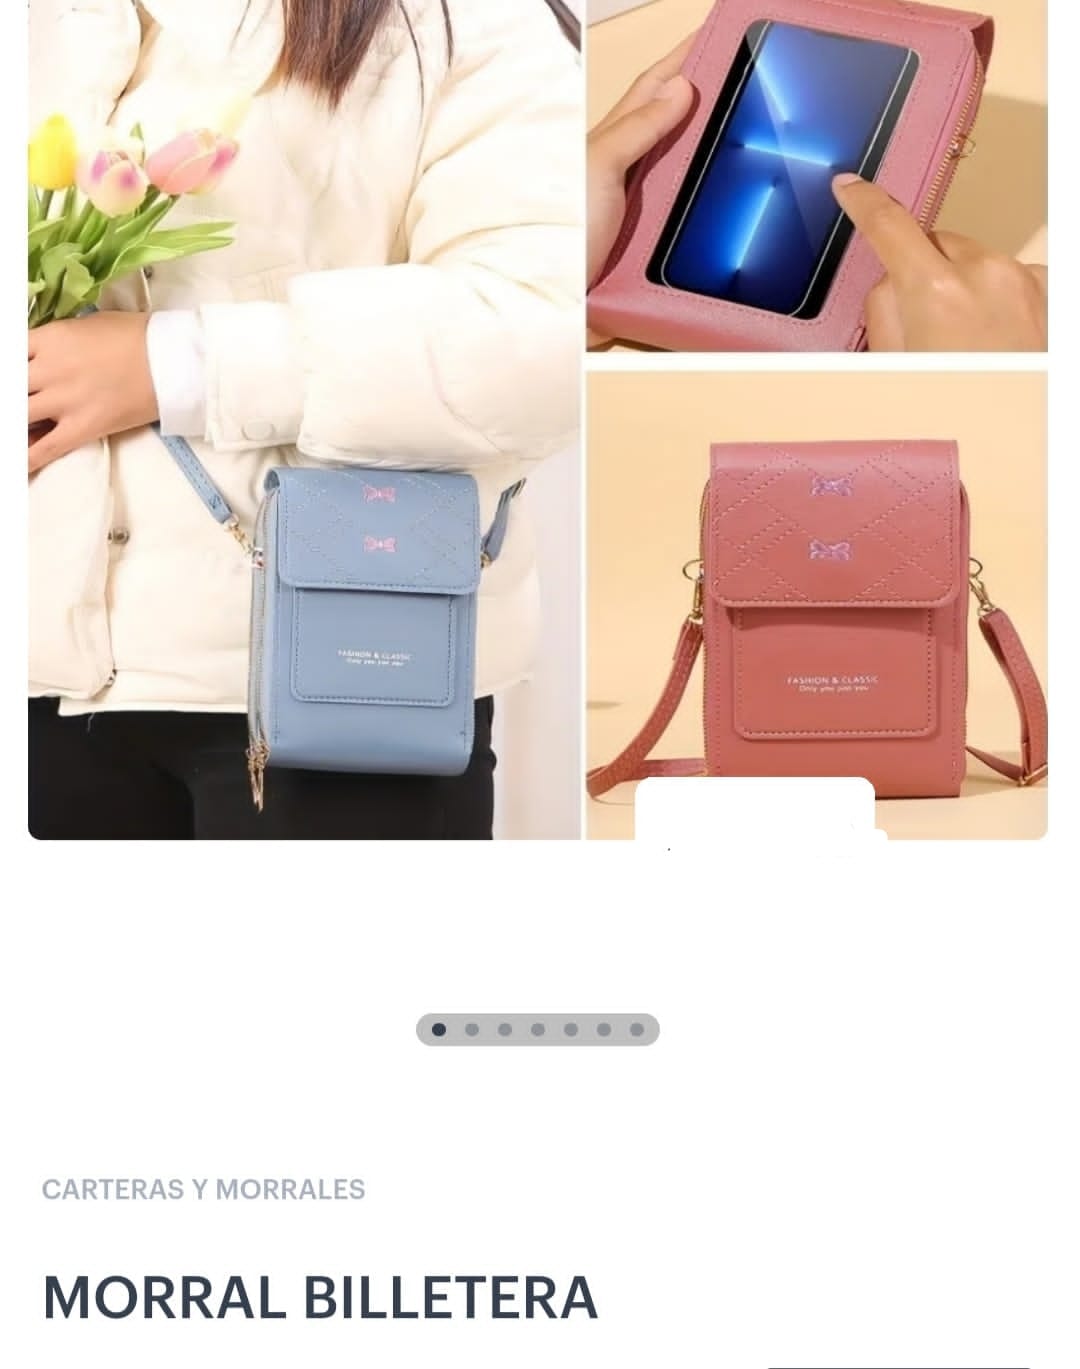 FASHION & CLASSIC
Only you just you
FASHION & CLASSIC
Only you just you
CARTERAS Y MORRALES
MORRAL BILLETERA